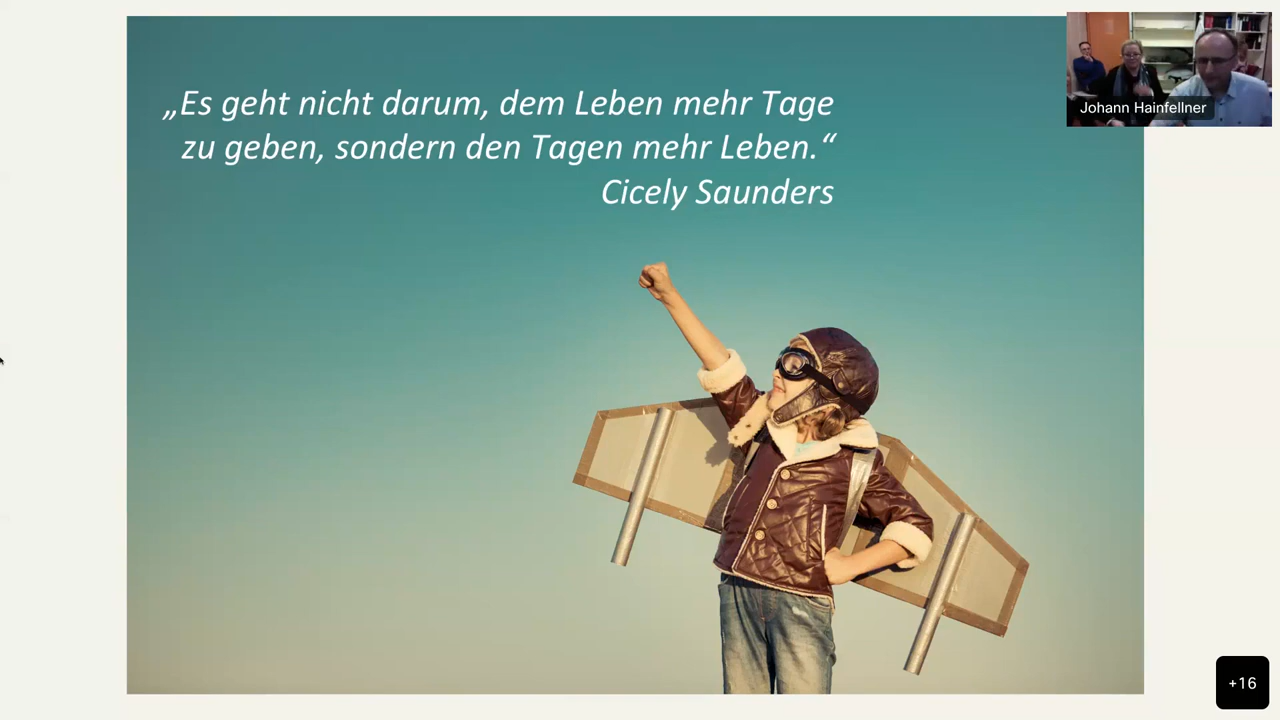 „Es geht nicht darum, dem Leben mehr Tage
zu geben, sondern den Tagen mehr Leben.“
Cicely Saunders
Johann Hainfellner
+16